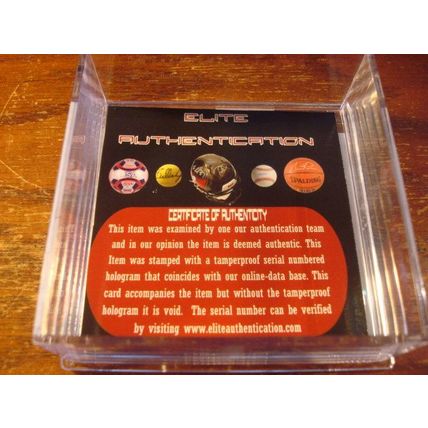 ELITE
AUTHENTICATION
SPALDING
CERTIFICATE OF AUTHENTICITY
This item was examined by one our authentication team
and in our opinion the item is deemed authentic. This
Item was stamped with a tamperproof serial numbered
hologram that coincides with our online-data base. This
card accompanies the item but without the tamperproof
hologram it is void. The serial number can be verified
by visiting www.eliteauthentication.com